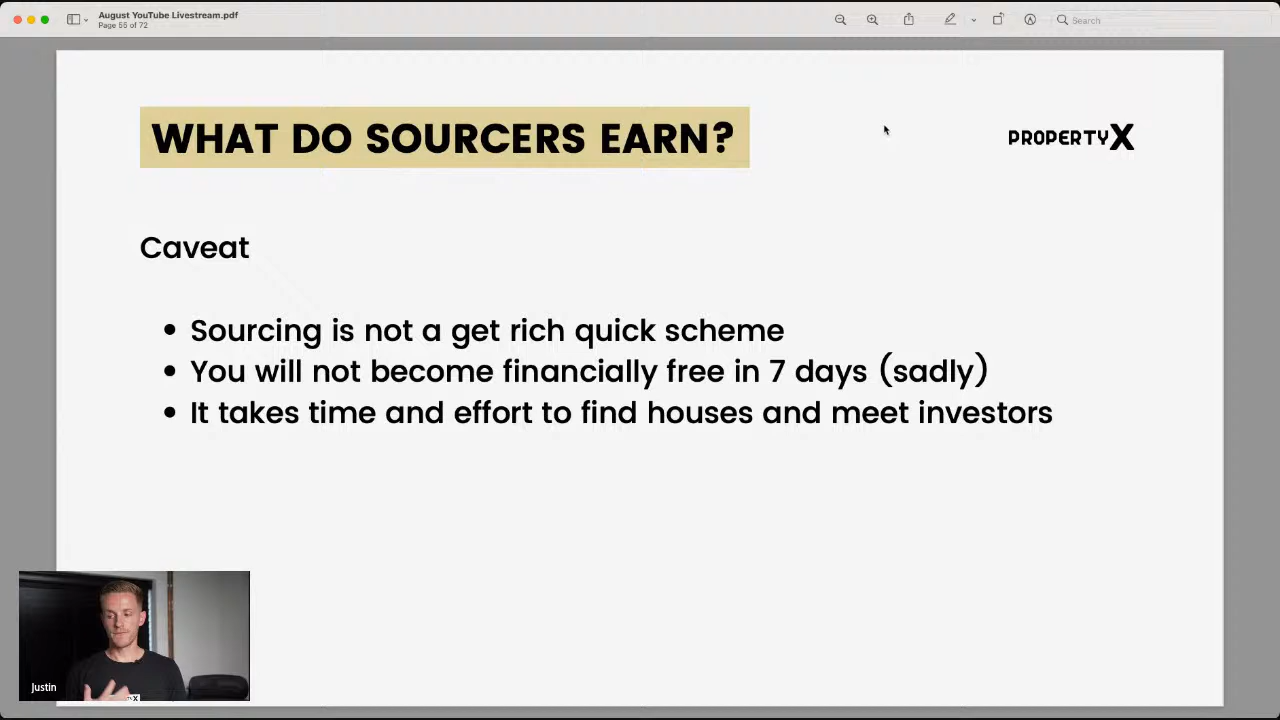 August YouTube Livestream.pdf
Page 55 of 72
Search
WHAT DO SOURCERS EARN?
PROPERTYX
Caveat
• Sourcing is not a get rich quick scheme
• You will not become financially free in 7 days (sadly)
• It takes time and effort to find houses and meet investors
Justin